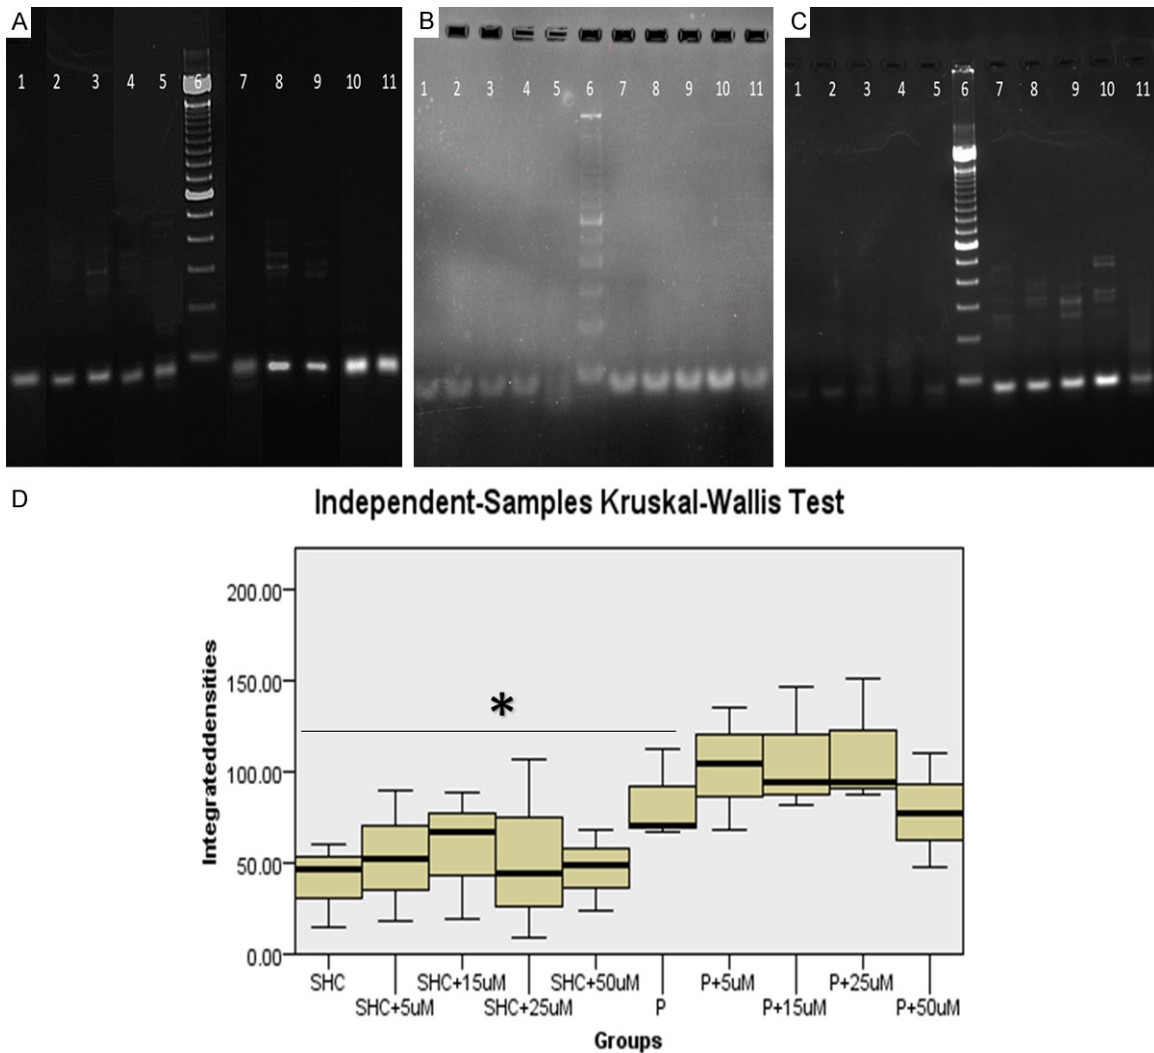 A
1 2 3 4 5 6 7 8 9 10 11
B
1 2 3 4 5 6 7 8 9 10 11
C
1 2 3 4 5 6 7 8 9 10 11
D
Independent-Samples Kruskal-Wallis Test
Integrateddensities
200.00
150.00
100.00
50.00
0.00
*
SHC SHC+15uM SHC+50uM P+5uM P+25uM
SHC+5uM SHC+25uM P P+15uM P+50uM
Groups